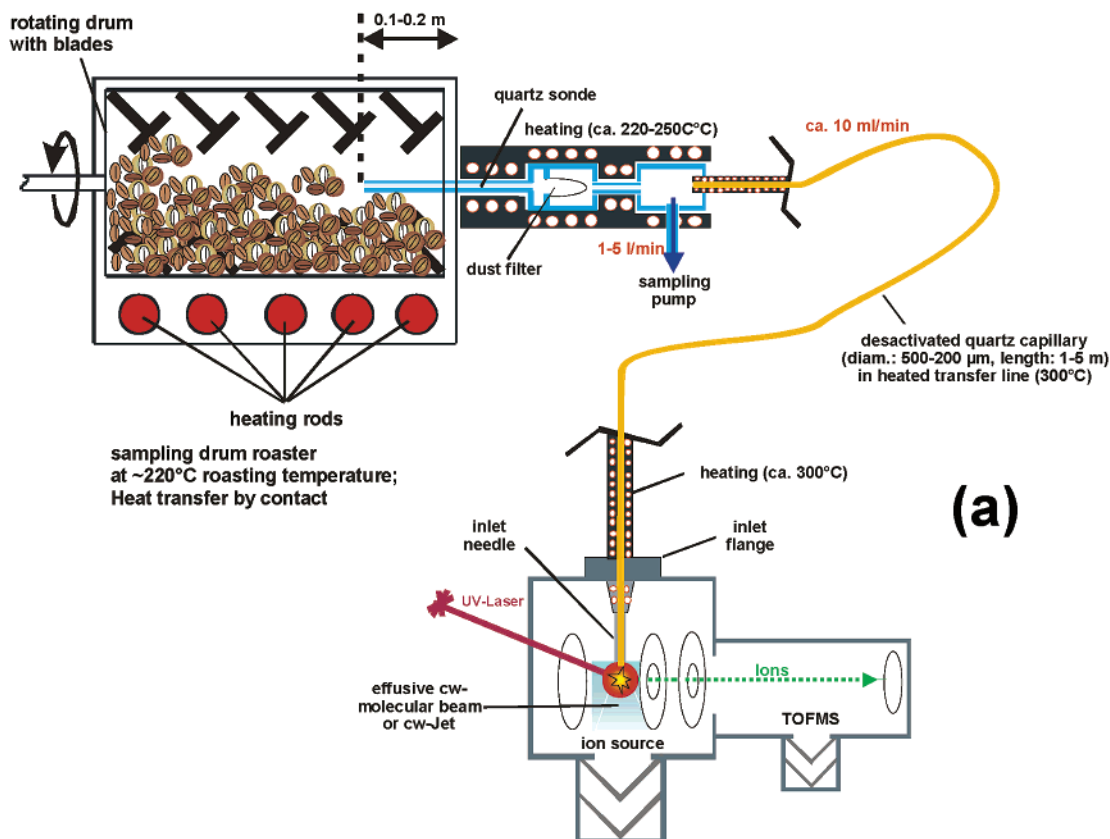 0.1-0.2 m
rotating drum
with blades
quartz sonde
heating (ca. 220-250C°C)
ca. 10 ml/min
dust filter
1-5 l/min
sampling
pump
desactivated quartz capillary
(diam.: 500-200 µm, length: 1-5 m)
in heated transfer line (300°C)
heating rods
sampling drum roaster
at ~220°C roasting temperature;
Heat transfer by contact
heating (ca. 300°C)
(a)
inlet
needle
inlet
flange
UV-Laser
Ions
effusive cw-
molecular beam
or cw-Jet
TOFMS
ion source